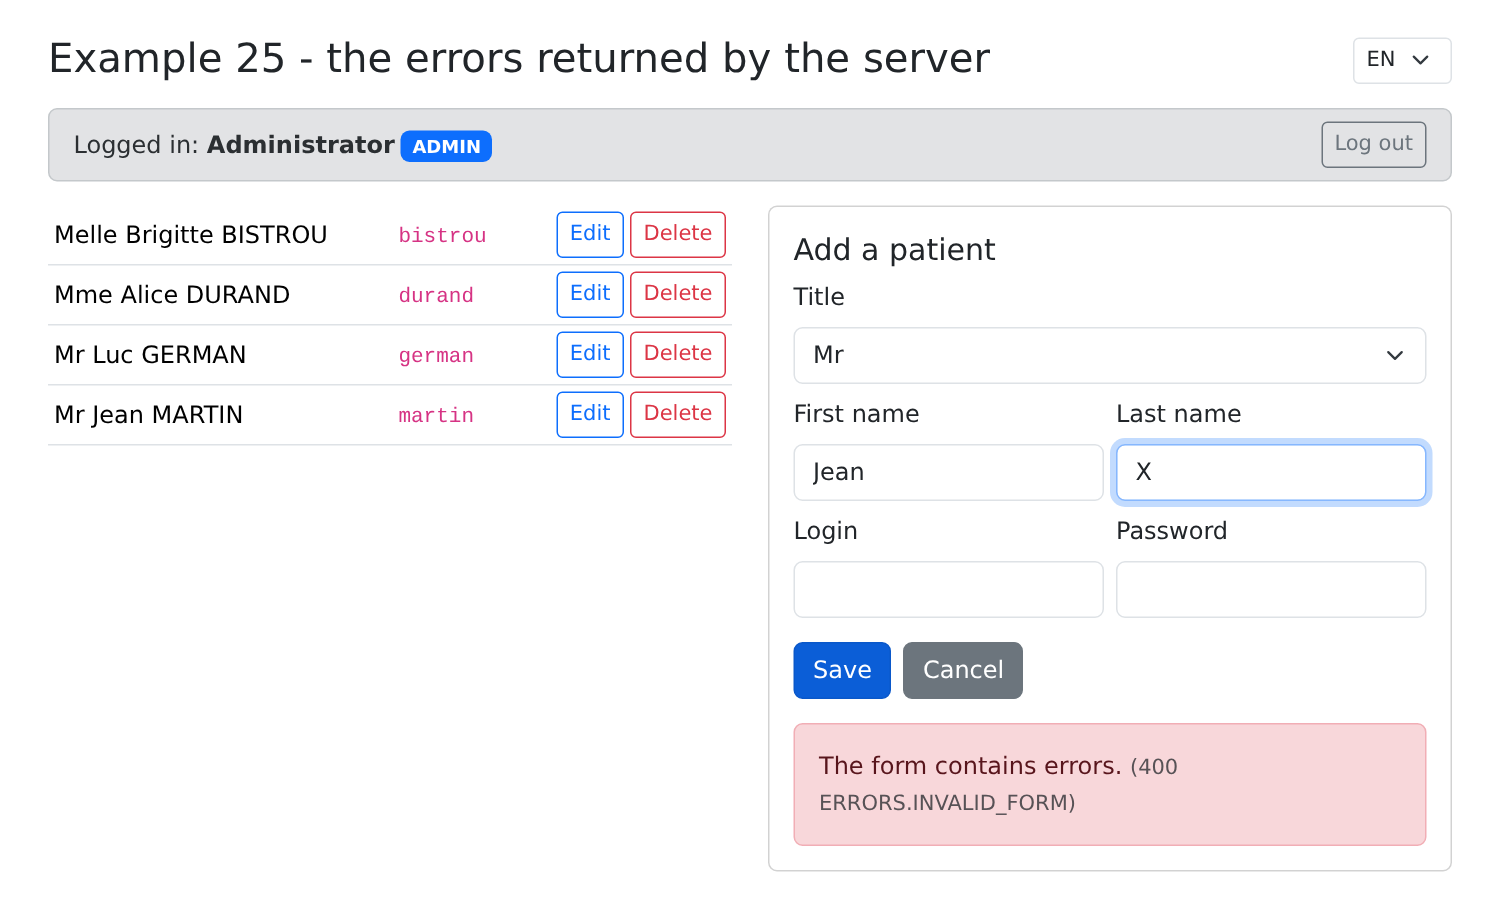 Example 25 - the errors returned by the server
EN
Logged in: Administrator ADMIN
Log out
Melle Brigitte BISTROU bistrou Edit Delete
Mme Alice DURAND durand Edit Delete
Mr Luc GERMAN german Edit Delete
Mr Jean MARTIN martin Edit Delete
Add a patient
Title
Mr
First name Last name
Jean X
Login Password
Save Cancel
The form contains errors. (400
ERRORS.INVALID_FORM)